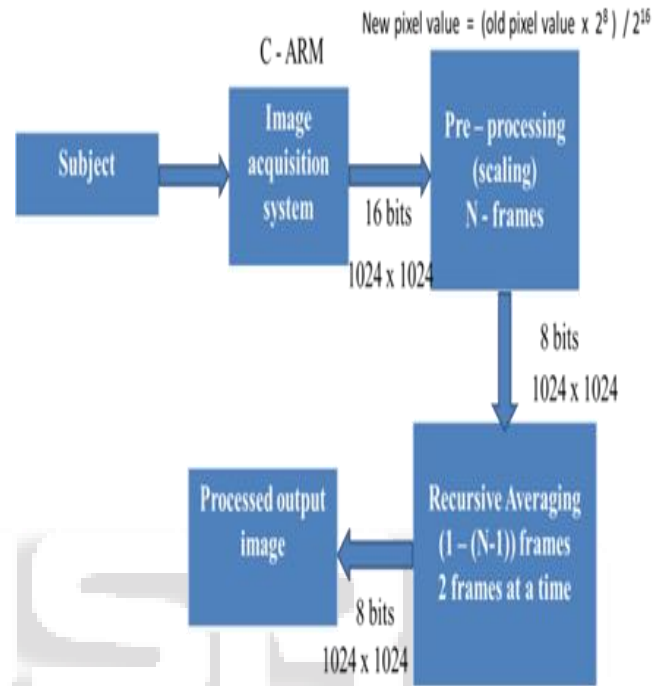 New pixel value = (old pixel value x 2⁸ ) / 2¹⁶
C - ARM
Subject
Image
acquisition
system
16 bits
1024 x 1024
Pre – processing
(scaling)
N - frames
8 bits
1024 x 1024
Recursive Averaging
(1 – (N-1)) frames
2 frames at a time
8 bits
1024 x 1024
Processed output
image